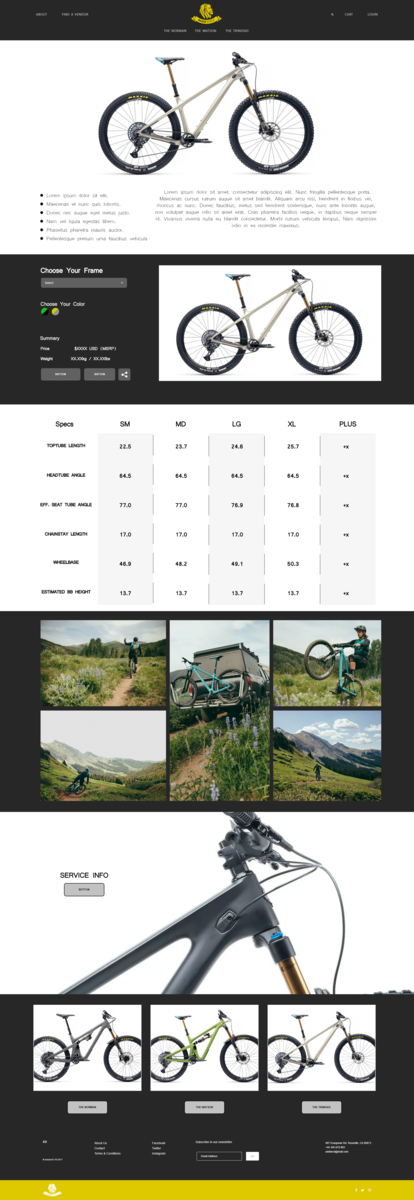 ABOUT FIND A VENDOR CART LOGIN
THE NORMAN THE WATSON THE TRINIDAD
Lorem ipsum dolor sit elit.
Maecenas et nunc quis lobortis.
Donec nec augue eget metus justo.
Nam vel ligula egestas libero.
Phasellus pharetra mauris auctor.
Pellentesque pretium urna faucibus vehicula
Lorem ipsum dolor sit amet, consectetur adipiscing elit. Nunc fringilla pellentesque porta.
Maecenas cursus rutrum augue sit amet blandit. Aliquam arcu nisl, hendrerit in finibus vel,
rhoncus ac nunc. Donec faucibus, metus sed hendrerit scelerisque, nunc ante lobortis augue,
non volutpat augue odio sit amet erat. Cras pharetra facilisis neque, in dapibus neque semper
id. Vivamus viverra nulla eu blandit consectetur. Morbi rutrum vehicula tempus. Nam dignissim
odio in ex molestie maximus.
Choose Your Frame
Select
Choose Your Color
Summary
Price $XXXX USD (MSRP)
Weight XX.XXkg / XX.XXlbs
BUTTON BUTTON
Specs SM MD LG XL PLUS
TOPTUBE LENGTH 22.5 23.7 24.6 25.7 +x
HEADTUBE ANGLE 64.5 64.5 64.5 64.5 +x
EFF. SEAT TUBE ANGLE 77.0 77.0 76.9 76.8 +x
CHAINSTAY LENGTH 17.0 17.0 17.0 17.0 +x
WHEELBASE 46.9 48.2 49.1 50.3 +x
ESTIMATED BB HEIGHT 13.7 13.7 13.7 13.7 +x
SERVICE INFO
BUTTON
THE NORMAN THE WATSON THE TRINIDAD
About Us
Contact
Terms & Conditions
Facebook
Twitter
Instagram
Subscribe to our newsletter
Email Address